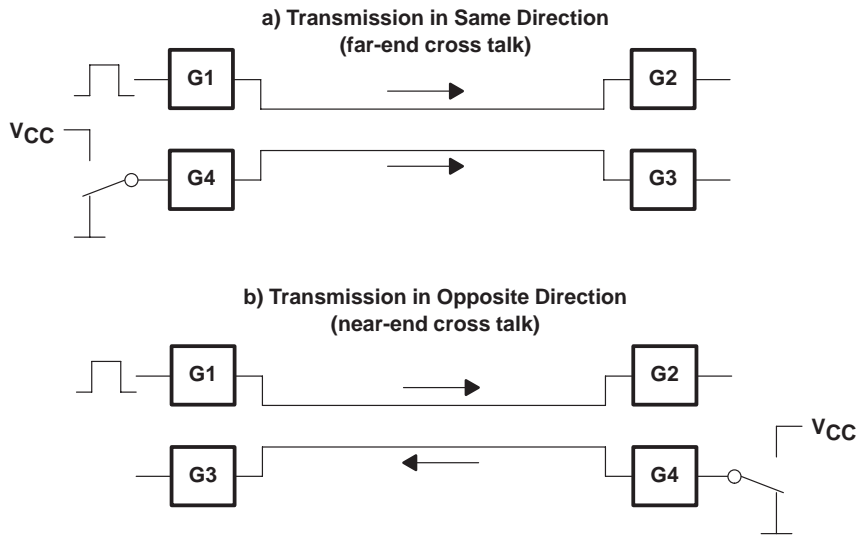 a) Transmission in Same Direction
(far-end cross talk)
G1
G2
VCC
G4
G3
b) Transmission in Opposite Direction
(near-end cross talk)
G1
G2
VCC
G3
G4